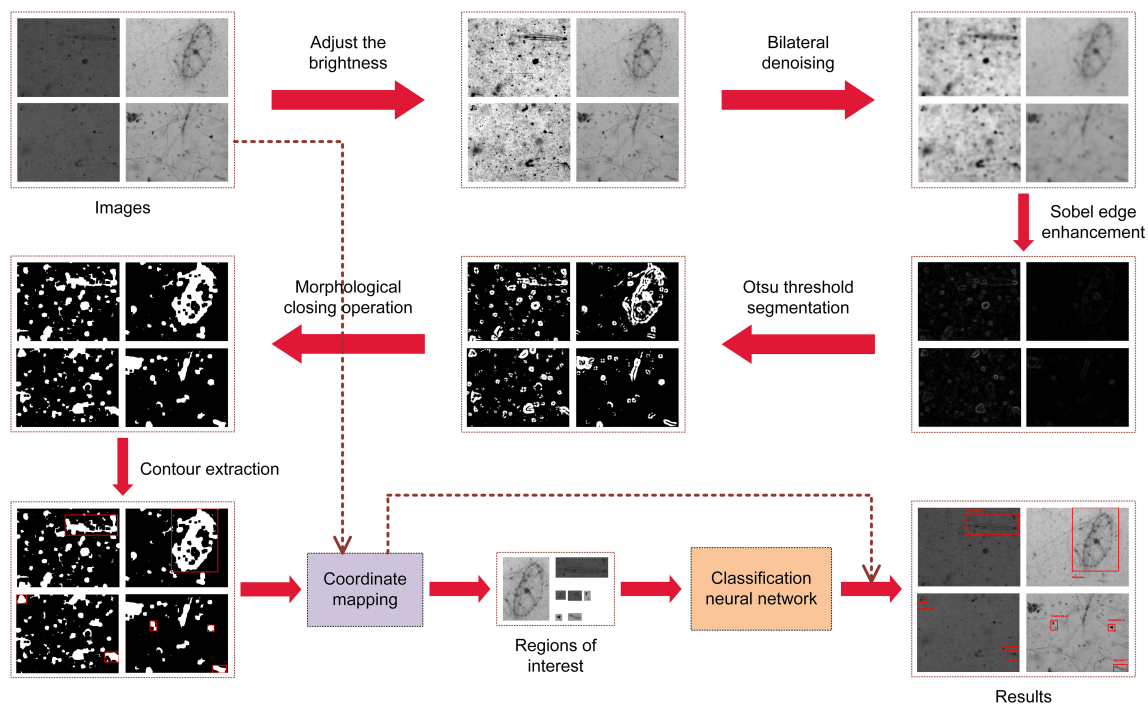 Adjust the
brightness
Bilateral
denoising
Images
Sobel edge
enhancement
Morphological
closing operation
Otsu threshold
segmentation
Contour extraction
Coordinate
mapping
Regions of
interest
Classification
neural network
Results